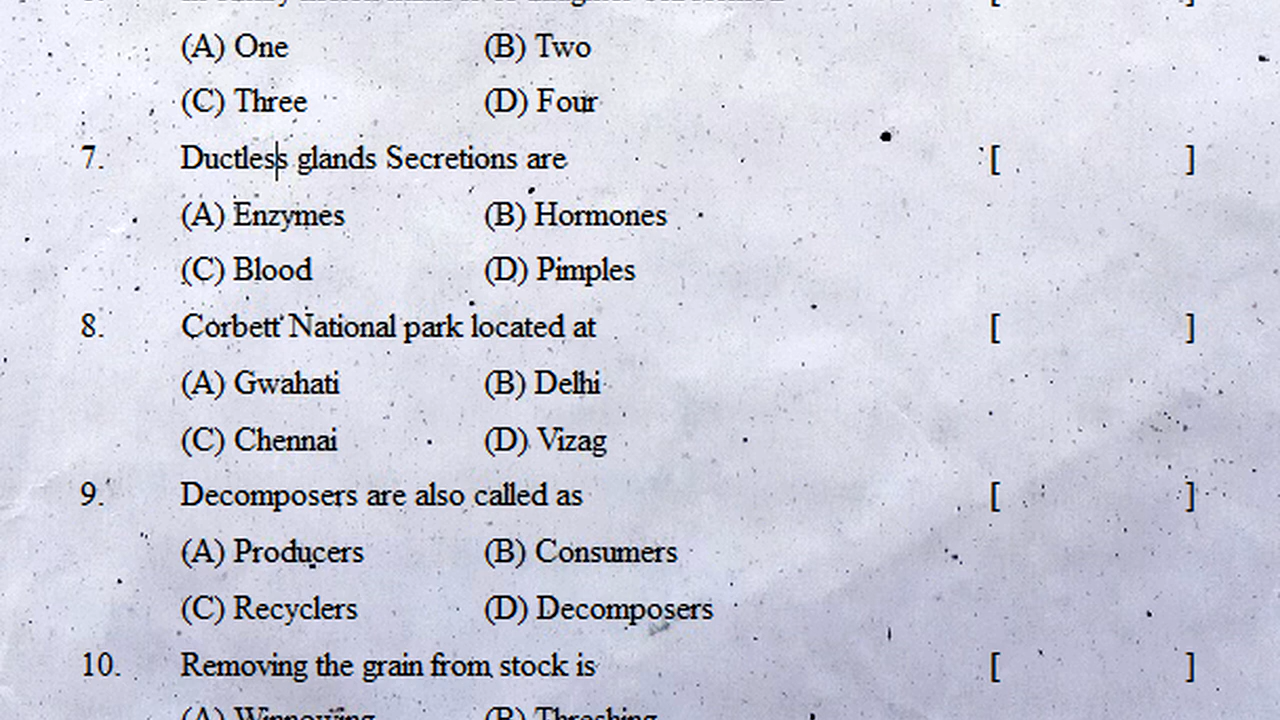 (A) One (B) Two
(C) Three (D) Four
7. Ductless glands Secretions are [ ]
(A) Enzymes (B) Hormones
(C) Blood (D) Pimples
8. Corbett National park located at [ ]
(A) Gwahati (B) Delhi
(C) Chennai (D) Vizag
9. Decomposers are also called as [ ]
(A) Producers (B) Consumers
(C) Recyclers (D) Decomposers
10. Removing the grain from stock is [ ]
(A) Winnowing (B) Threshing